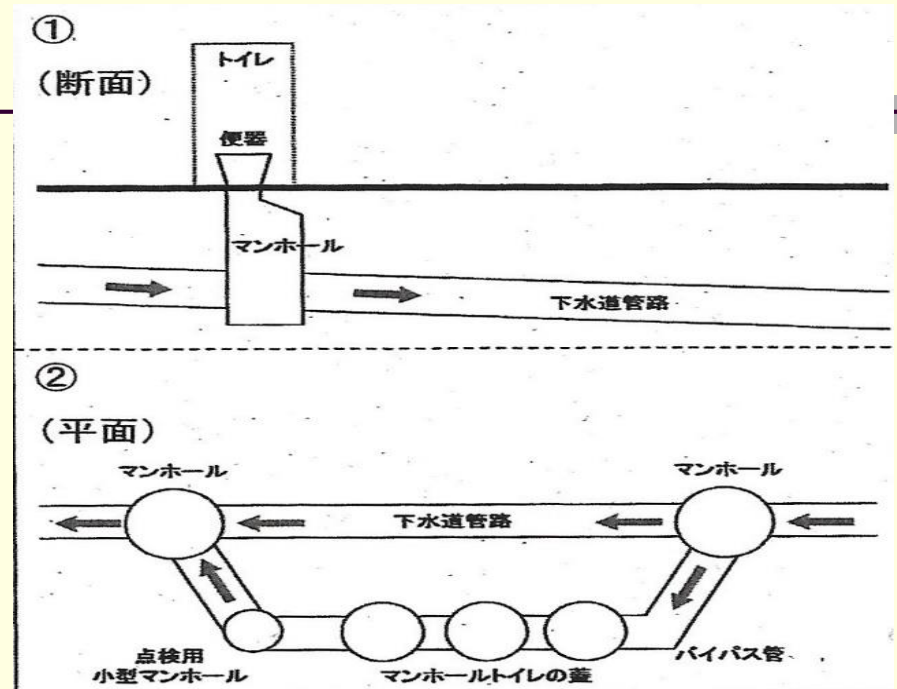 ①
(断面)
トイレ
便器
マンホール
下水道管路
②
(平面)
マンホール
マンホール
下水道管路
点検用
小型マンホール
マンホールトイレの蓋
バイパス管